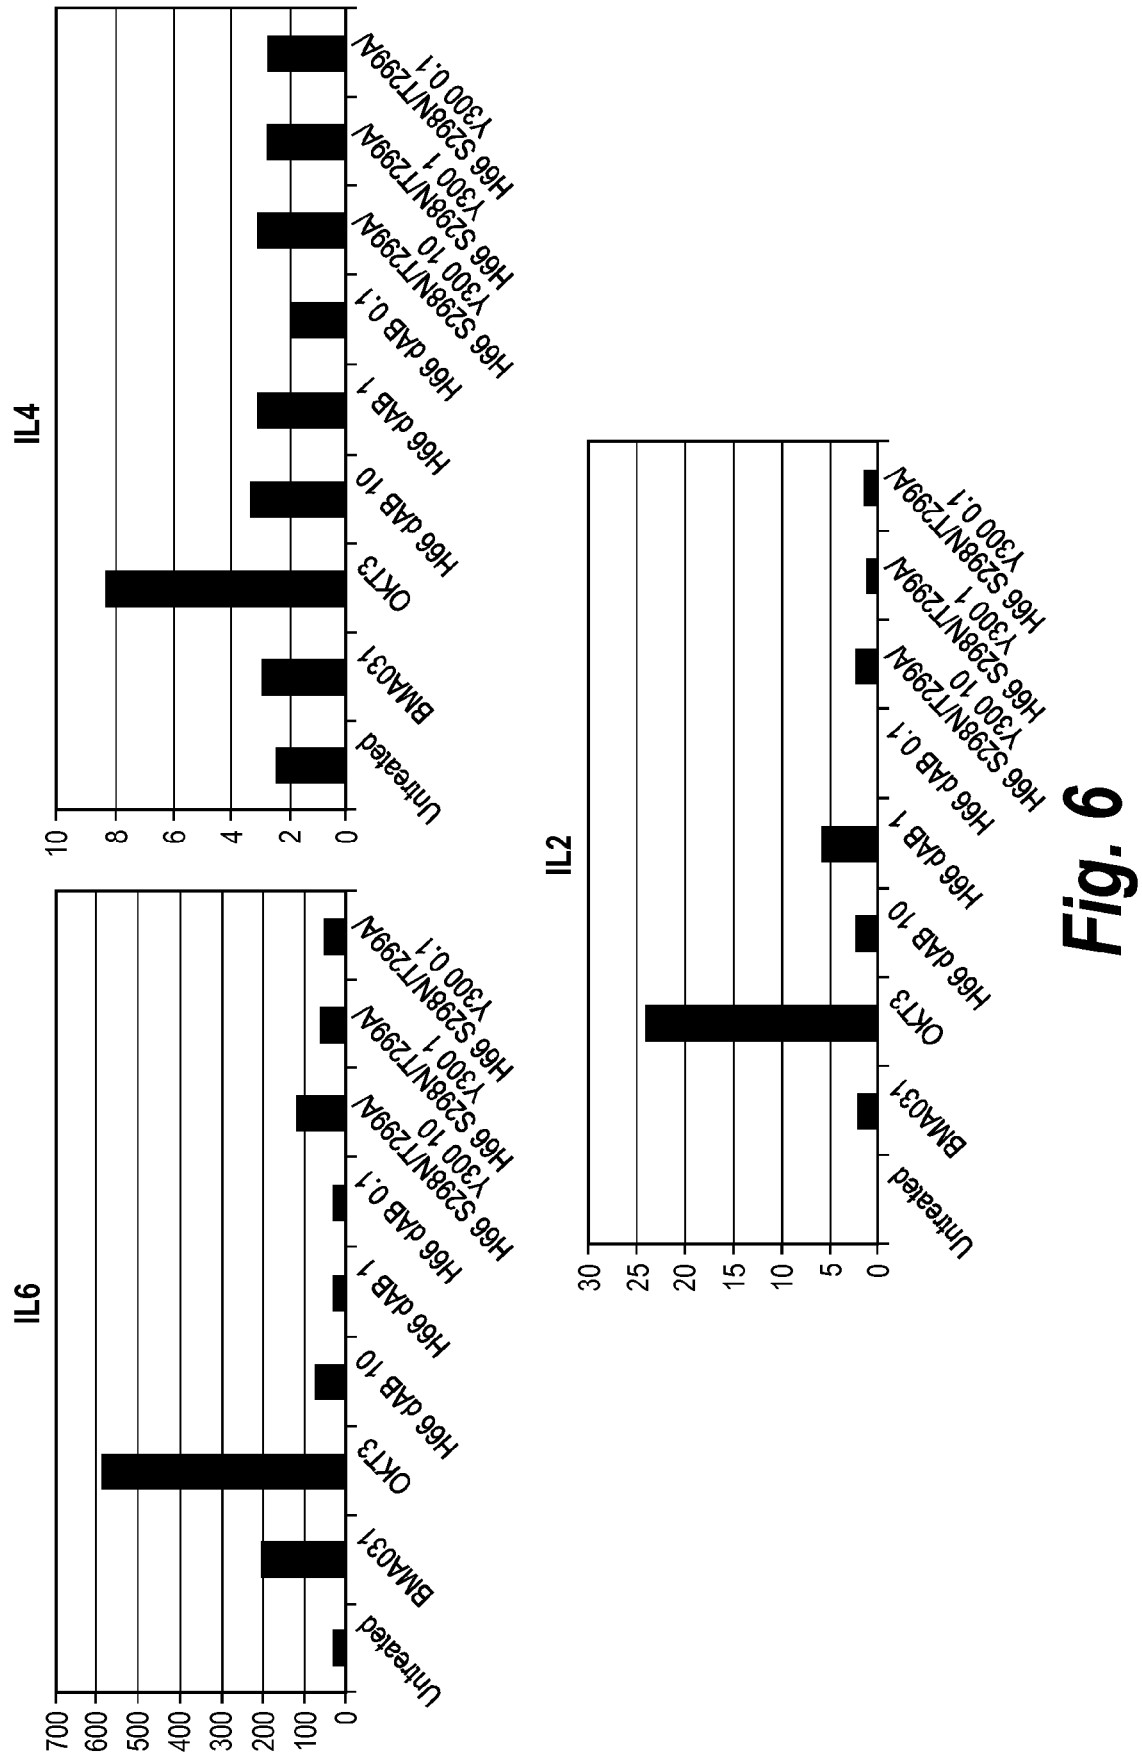 IL6
700
600
500
400
300
200
100
0
Untreated
BMA031
OKT3
H66 dAB 10
H66 dAB 1
H66 dAB 0.1
H66 S298N/T299A/
Y300 10
H66 S298N/T299A/
Y300 1
H66 S298N/T299A/
Y300 0.1
IL4
10
8
6
4
2
0
Untreated
BMA031
OKT3
H66 dAB 10
H66 dAB 1
H66 dAB 0.1
H66 S298N/T299A/
Y300 10
H66 S298N/T299A/
Y300 1
H66 S298N/T299A/
Y300 0.1
IL2
30
25
20
15
10
5
0
Untreated
BMA031
OKT3
H66 dAB 10
H66 dAB 1
H66 dAB 0.1
H66 S298N/T299A/
Y300 10
H66 S298N/T299A/
Y300 1
H66 S298N/T299A/
Y300 0.1
Fig. 6